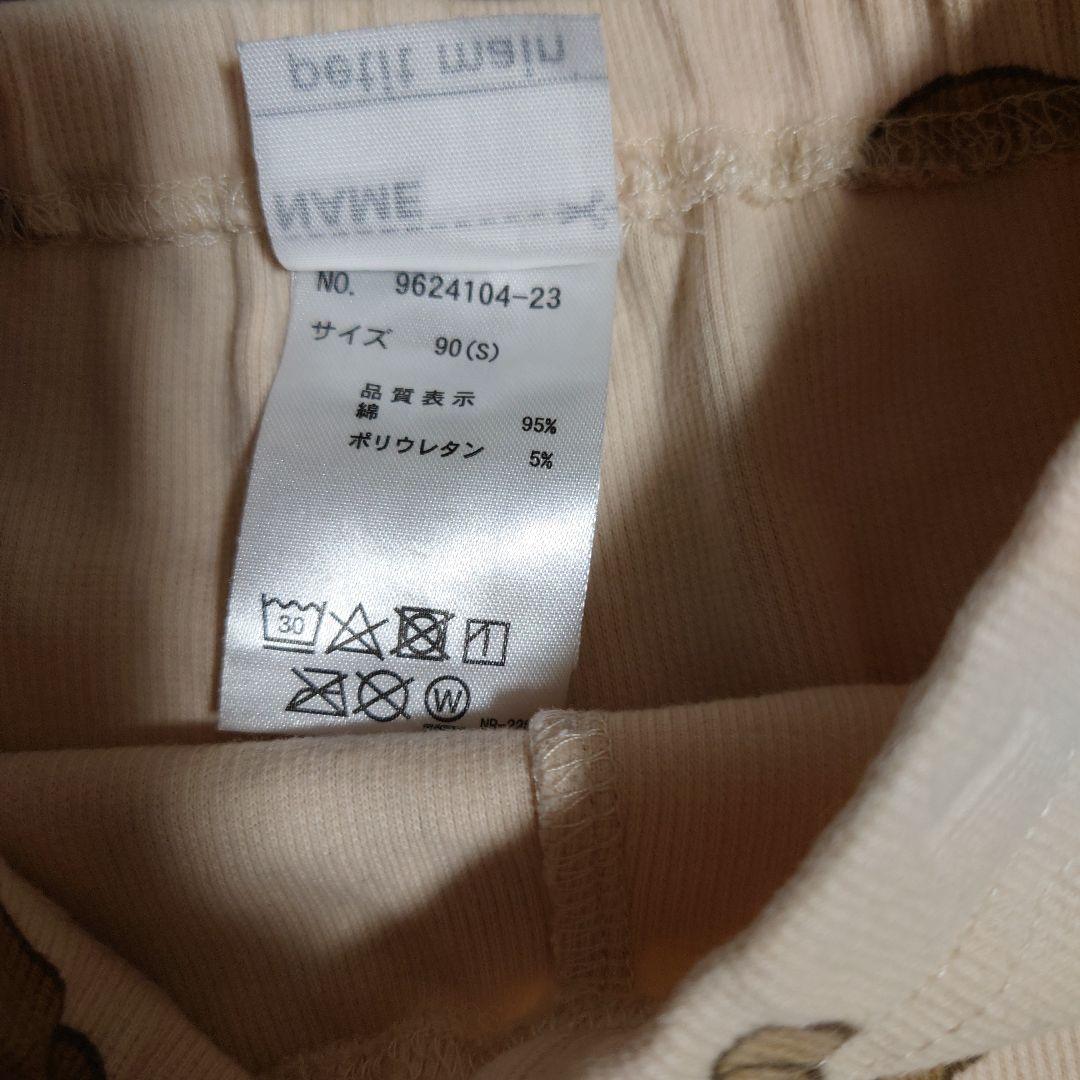 petit main
NAME
NO. 9624104-23
サイズ 90(S)
品質表示
綿 95%
ポリウレタン 5%
30
W